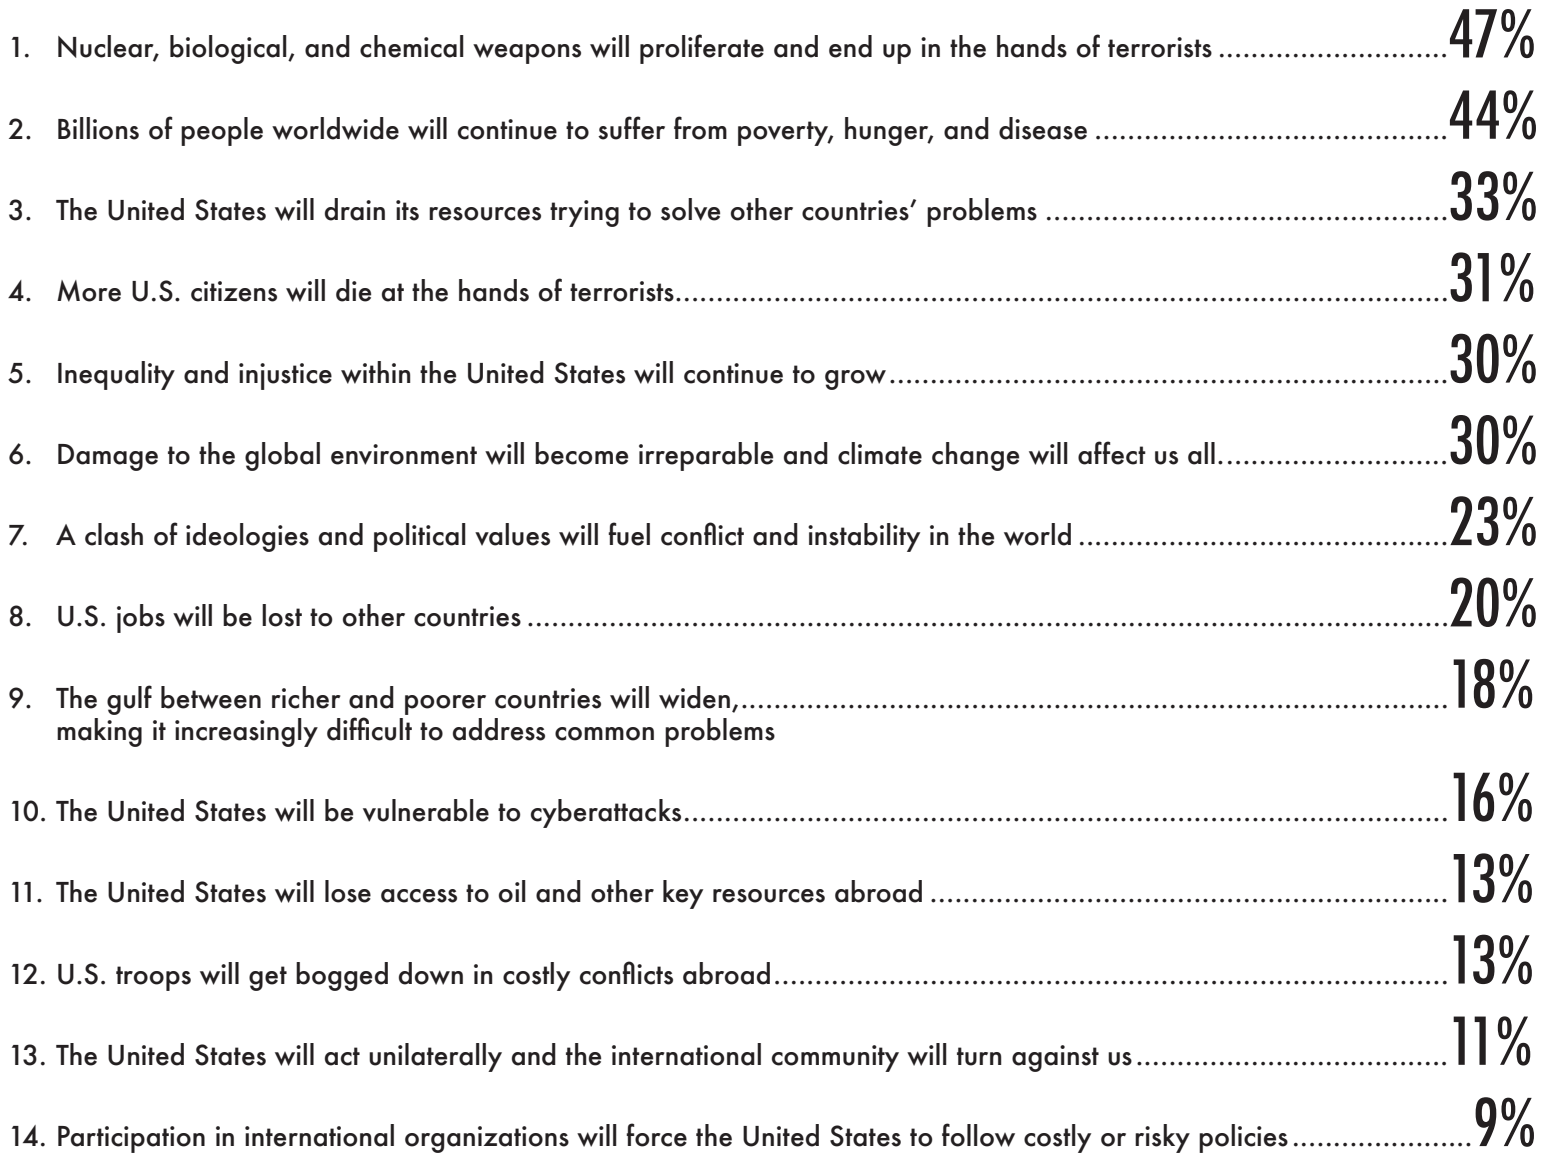 1. Nuclear, biological, and chemical weapons will proliferate and end up in the hands of terrorists 47%
2. Billions of people worldwide will continue to suffer from poverty, hunger, and disease 44%
3. The United States will drain its resources trying to solve other countries’ problems 33%
4. More U.S. citizens will die at the hands of terrorists 31%
5. Inequality and injustice within the United States will continue to grow 30%
6. Damage to the global environment will become irreparable and climate change will affect us all. 30%
7. A clash of ideologies and political values will fuel conflict and instability in the world 23%
8. U.S. jobs will be lost to other countries 20%
9. The gulf between richer and poorer countries will widen, 18%
making it increasingly difficult to address common problems
10. The United States will be vulnerable to cyberattacks 16%
11. The United States will lose access to oil and other key resources abroad 13%
12. U.S. troops will get bogged down in costly conflicts abroad 13%
13. The United States will act unilaterally and the international community will turn against us 11%
14. Participation in international organizations will force the United States to follow costly or risky policies 9%